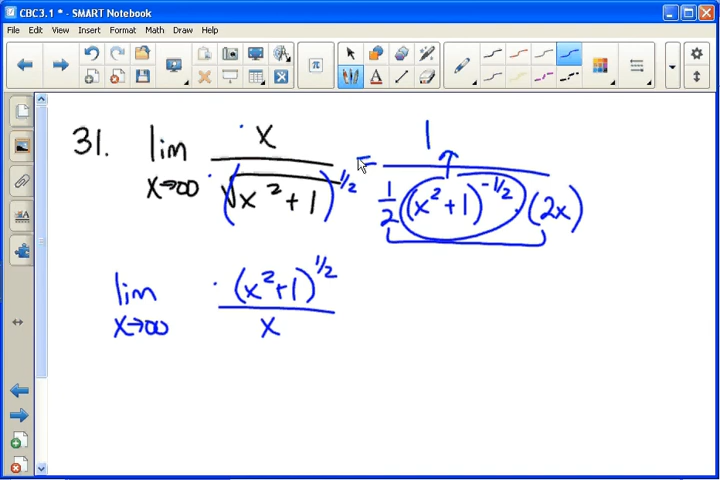 CBC3.1 * - SMART Notebook
File Edit View Insert Format Math Draw Help
31. lim x→∞ x / (√x² + 1)^1/2 = 1 / 1/2 (x² + 1)^-1/2 · (2x)
lim x→∞ (x² + 1)^1/2 / x